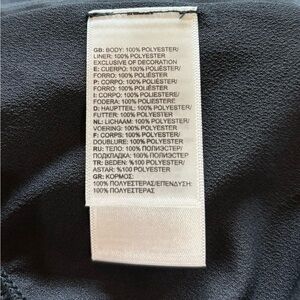 GB: BODY: 100% POLYESTER/
LINER: 100% POLYESTER
EXCLUSIVE OF DECORATION
E: CUERPO: 100% POLIÉSTER/
FORRO: 100% POLIÉSTER
P: CORPO: 100% POLIÉSTER/
FORRO: 100% POLIÉSTER
I: CORPO: 100% POLIESTERE/
FODERA: 100% POLIESTERE
D: HAUPTTEIL: 100% POLYESTER/
FUTTER: 100% POLYESTER
NL: LICHAAM: 100% POLYESTER/
VOERING: 100% POLYESTER
F: CORPS: 100% POLYESTER/
DOUBLURE: 100% POLYESTER
RU: ТЕЛО: 100% ПОЛИЭСТЕР/
ПОДКЛАДКА: 100% ПОЛИЭСТЕР
TR: BEDEN: %100 POLYESTER/
ASTAR: %100 POLYESTER
GR: ΚΟΡΜΟΣ:
100% ΠΟΛΥΕΣΤΕΡΑΣ/ΕΠΕΝΔΥΣΗ:
100% ΠΟΛΥΕΣΤΕΡΑΣ